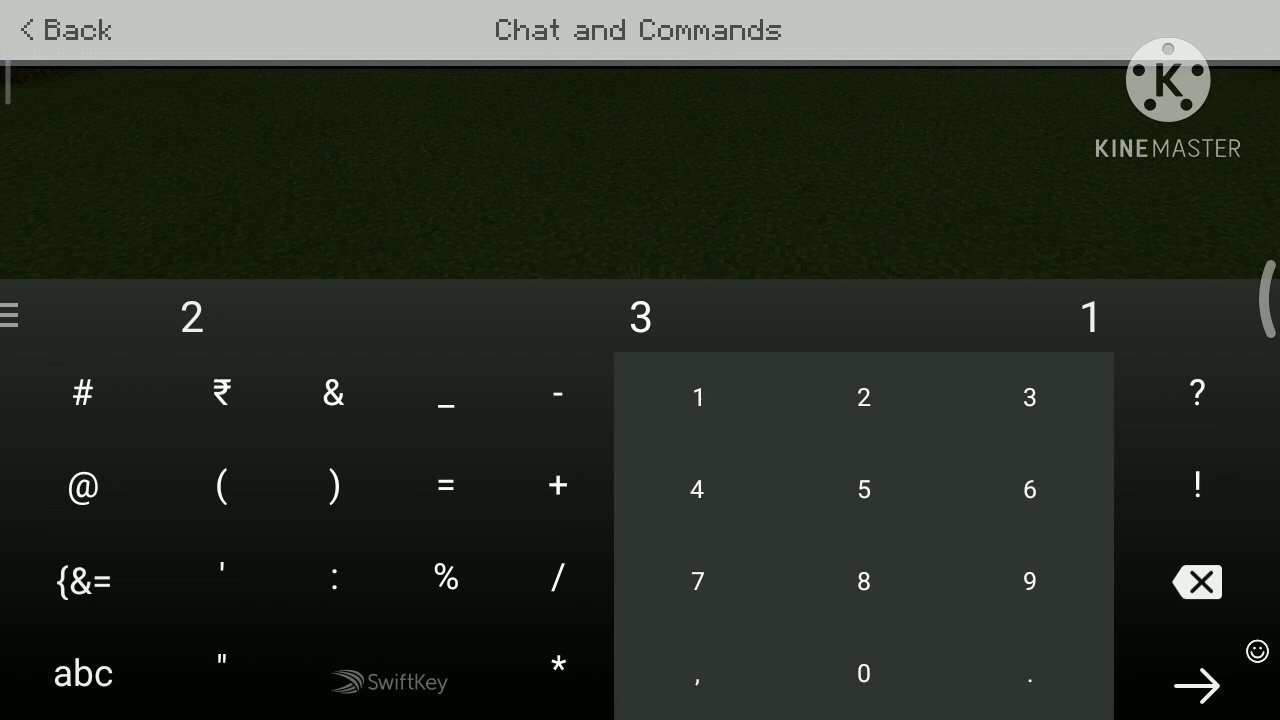 < Back Chat and Commands
K
KINEMASTER
2 3 1
# ₹ & _ - 1 2 3 ?
@ ( ) = + 4 5 6 !
{&= ' : % / 7 8 9
abc " SwiftKey * , 0 .